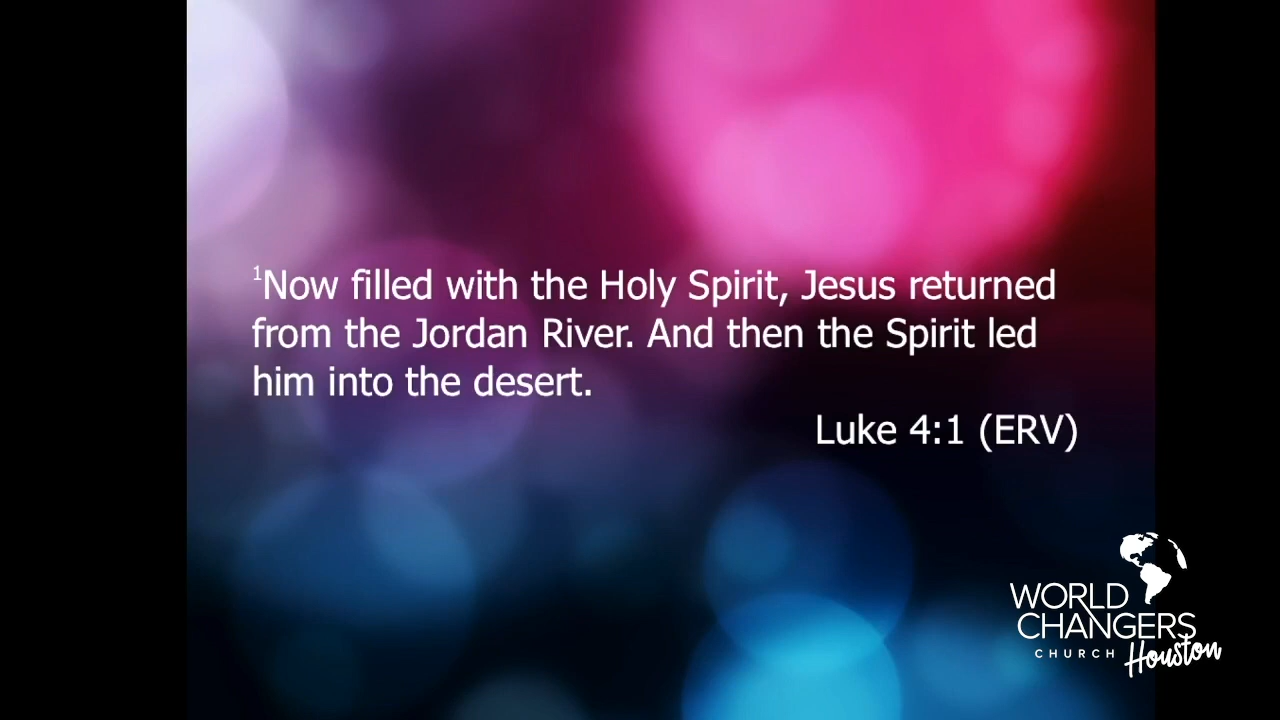 ¹Now filled with the Holy Spirit, Jesus returned
from the Jordan River. And then the Spirit led
him into the desert.
Luke 4:1 (ERV)
WORLD
CHANGERS
CHURCH Houston